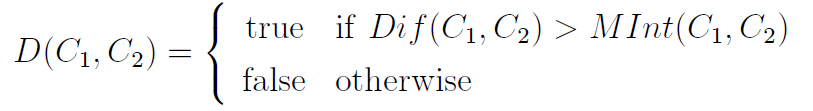 D(C₁, C₂) = { true if Dif(C₁, C₂) > MInt(C₁, C₂)
false otherwise